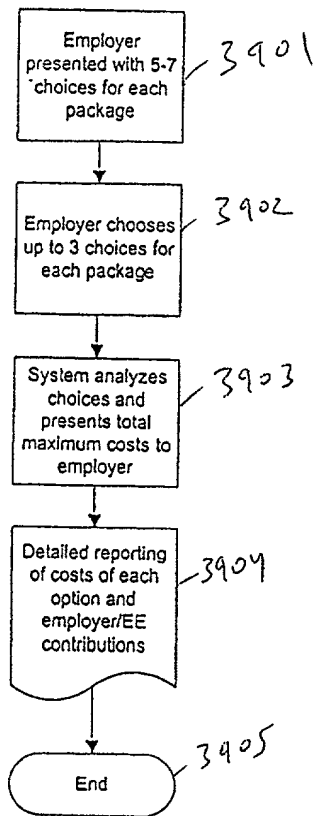 Employer
presented with 5-7
choices for each
package
3901
Employer chooses
up to 3 choices for
each package
3902
System analyzes
choices and
presents total
maximum costs to
employer
3903
Detailed reporting
of costs of each
option and
employer/EE
contributions
3904
End
3905